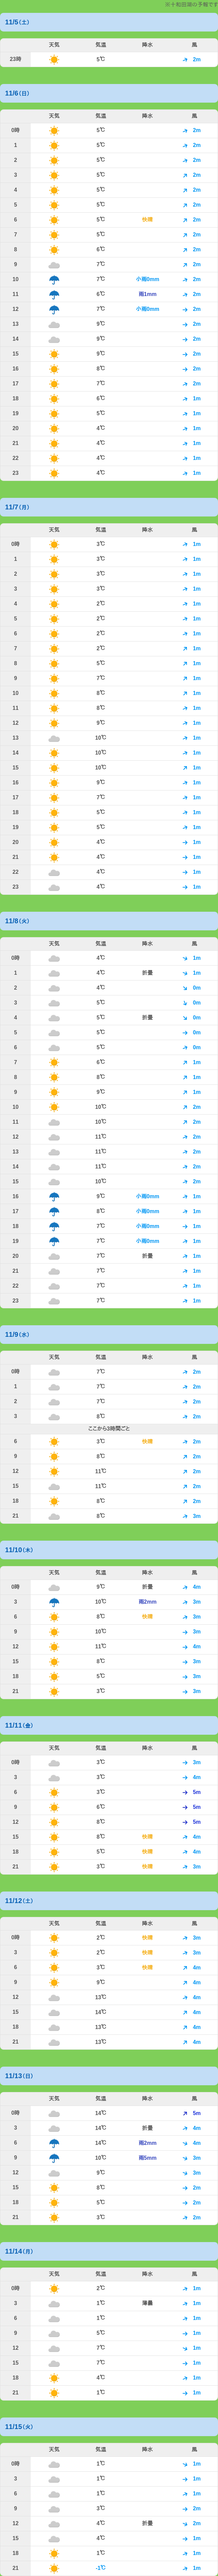 ※冬船原線の予報です
11/5(土)
天気 気温 降水 風
23時 5℃ 2m
11/6(日)
天気 気温 降水 風
0時 5℃ 2m
1 5℃ 2m
2 5℃ 2m
3 5℃ 2m
4 5℃ 2m
5 5℃ 2m
6 5℃ 快晴 2m
7 5℃ 2m
8 6℃ 2m
9 7℃ 2m
10 7℃ 小雨0mm 2m
11 6℃ 雨1mm 2m
12 7℃ 小雨0mm 2m
13 9℃ 2m
14 9℃ 2m
15 9℃ 2m
16 8℃ 2m
17 7℃ 2m
18 6℃ 1m
19 5℃ 1m
20 4℃ 1m
21 4℃ 1m
22 4℃ 1m
23 4℃ 1m
11/7(月)
天気 気温 降水 風
0時 3℃ 1m
1 3℃ 1m
2 3℃ 1m
3 3℃ 1m
4 2℃ 1m
5 2℃ 1m
6 2℃ 1m
7 2℃ 1m
8 5℃ 1m
9 7℃ 1m
10 8℃ 1m
11 8℃ 1m
12 9℃ 1m
13 10℃ 1m
14 10℃ 1m
15 10℃ 1m
16 9℃ 1m
17 7℃ 1m
18 5℃ 1m
19 5℃ 1m
20 4℃ 1m
21 4℃ 1m
22 4℃ 1m
23 4℃ 1m
11/8(火)
天気 気温 降水 風
0時 4℃ 1m
1 4℃ 折曇 1m
2 4℃ 0m
3 5℃ 0m
4 5℃ 折曇 0m
5 5℃ 0m
6 5℃ 0m
7 6℃ 1m
8 8℃ 1m
9 9℃ 1m
10 10℃ 2m
11 10℃ 2m
12 11℃ 2m
13 11℃ 2m
14 11℃ 2m
15 10℃ 2m
16 9℃ 小雨0mm 1m
17 8℃ 小雨0mm 1m
18 7℃ 小雨0mm 1m
19 7℃ 小雨0mm 1m
20 7℃ 折曇 1m
21 7℃ 1m
22 7℃ 1m
23 7℃ 1m
11/9(水)
天気 気温 降水 風
0時 7℃ 2m
1 7℃ 2m
2 7℃ 2m
3 8℃ 2m
ここから3時間ごと
6 3℃ 快晴 2m
9 8℃ 2m
12 11℃ 2m
15 11℃ 2m
18 8℃ 2m
21 8℃ 3m
11/10(木)
天気 気温 降水 風
0時 9℃ 折曇 4m
3 10℃ 雨2mm 3m
6 8℃ 快晴 3m
9 10℃ 3m
12 11℃ 4m
15 8℃ 3m
18 5℃ 3m
21 3℃ 3m
11/11(金)
天気 気温 降水 風
0時 3℃ 3m
3 3℃ 4m
6 3℃ 5m
9 6℃ 5m
12 8℃ 5m
15 8℃ 快晴 4m
18 5℃ 快晴 4m
21 3℃ 快晴 3m
11/12(土)
天気 気温 降水 風
0時 2℃ 快晴 3m
3 2℃ 快晴 3m
6 3℃ 快晴 4m
9 9℃ 4m
12 13℃ 4m
15 14℃ 4m
18 13℃ 4m
21 13℃ 4m
11/13(日)
天気 気温 降水 風
0時 14℃ 5m
3 14℃ 折曇 4m
6 14℃ 雨2mm 4m
9 10℃ 雨5mm 3m
12 9℃ 3m
15 8℃ 2m
18 5℃ 2m
21 3℃ 2m
11/14(月)
天気 気温 降水 風
0時 2℃ 1m
3 1℃ 薄曇 1m
6 1℃ 1m
9 5℃ 1m
12 7℃ 1m
15 7℃ 1m
18 4℃ 1m
21 1℃ 1m
11/15(火)
天気 気温 降水 風
0時 1℃ 1m
3 1℃ 1m
6 1℃ 1m
9 3℃ 2m
12 4℃ 折曇 2m
15 4℃ 1m
18 1℃ 1m
21 -1℃ 1m